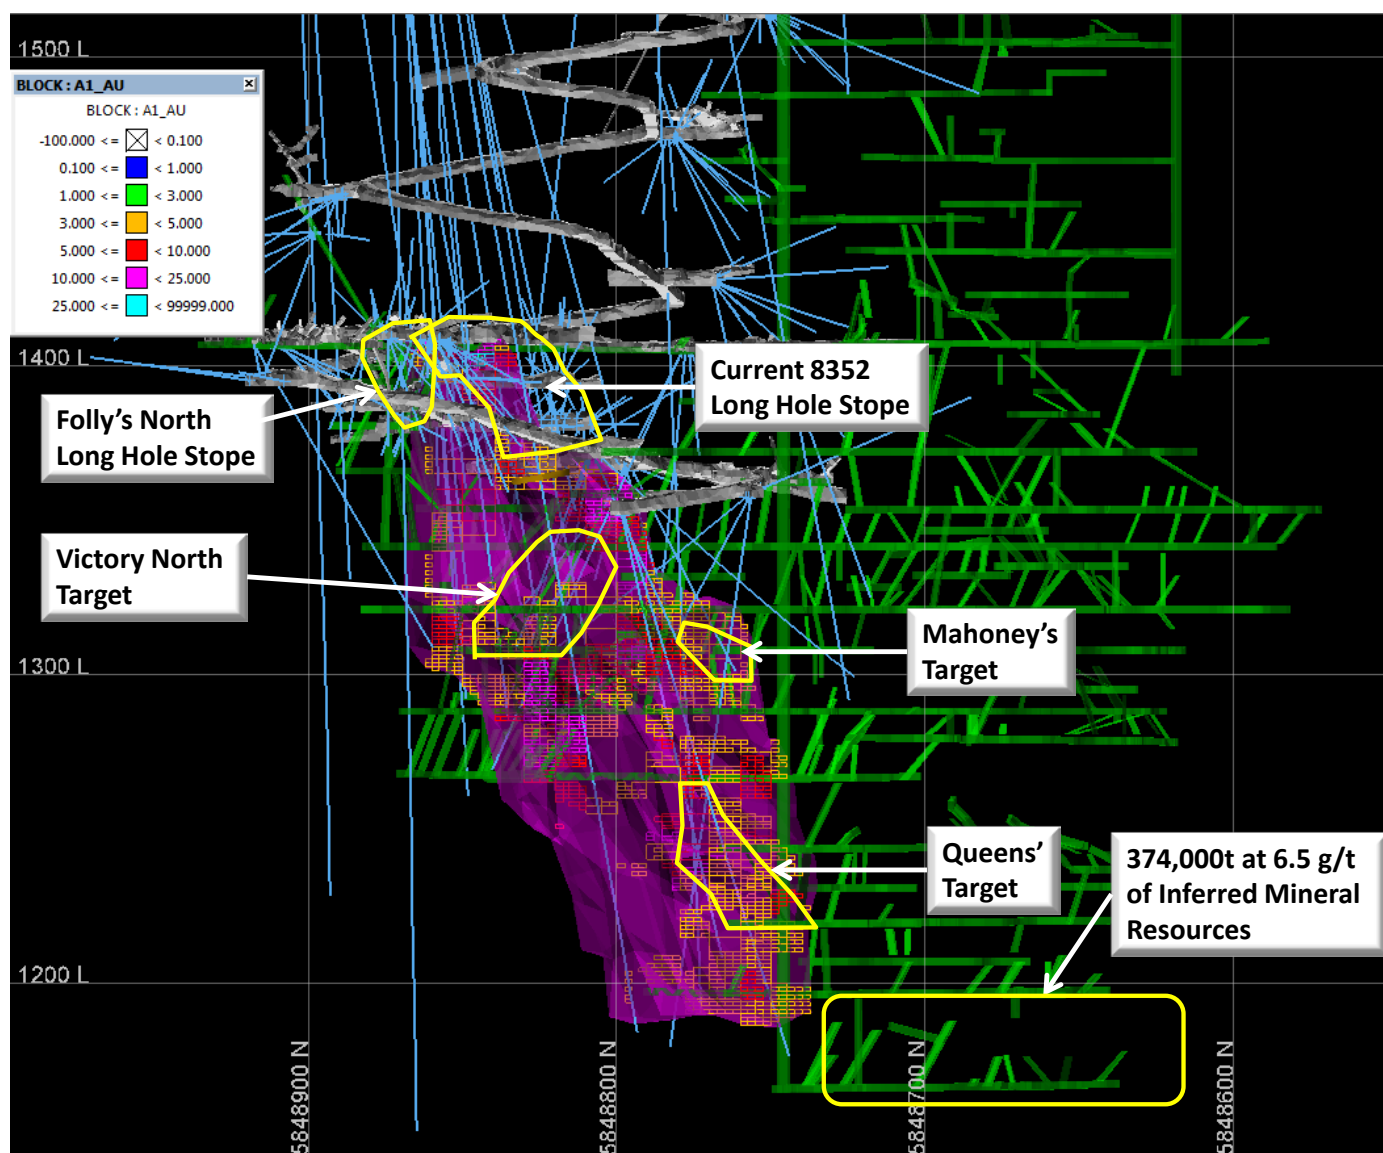 1500 L
BLOCK : A1_AU
BLOCK : A1_AU
-100.000 <= < 0.100
0.100 <= < 1.000
1.000 <= < 3.000
3.000 <= < 5.000
5.000 <= < 10.000
10.000 <= < 25.000
25.000 <= < 99999.000
1400 L
Current 8352
Long Hole Stope
Folly’s North
Long Hole Stope
Victory North
Target
Mahoney’s
Target
1300 L
Queens’
Target
374,000t at 6.5 g/t
of Inferred Mineral
Resources
1200 L
5848900 N
5848800 N
5848700 N
5848600 N